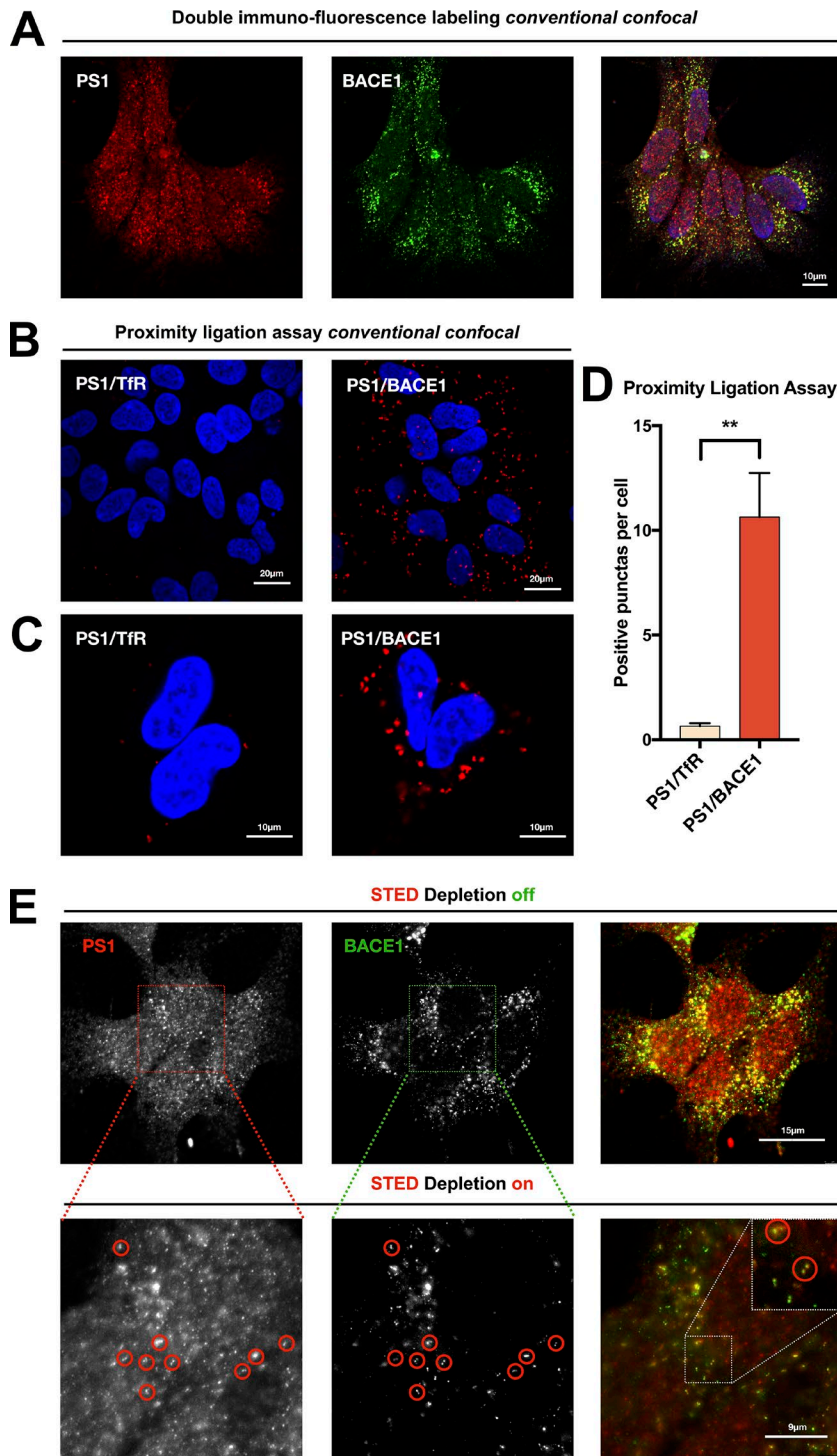 A
Double immuno-fluorescence labeling conventional confocal
PS1
BACE1
10µm
B
Proximity ligation assay conventional confocal
PS1/TfR
PS1/BACE1
20µm
20µm
C
PS1/TfR
PS1/BACE1
10µm
10µm
D
Proximity Ligation Assay
Positive punctas per cell
15
10
5
0
**
PS1/TfR
PS1/BACE1
E
STED Depletion off
PS1
BACE1
15µm
STED Depletion on
9µm